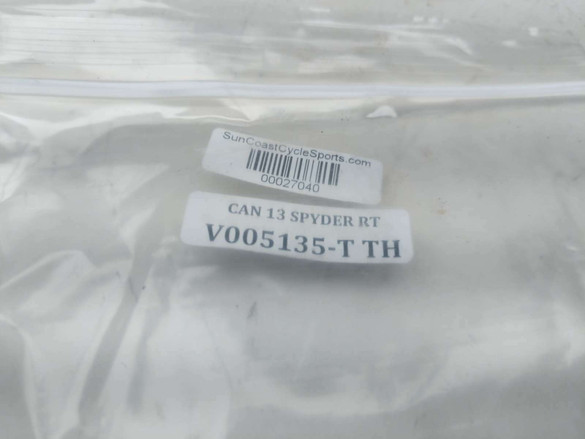 SunCoastCycleSports.com
00027040
CAN 13 SPYDER RT
V005135-T TH